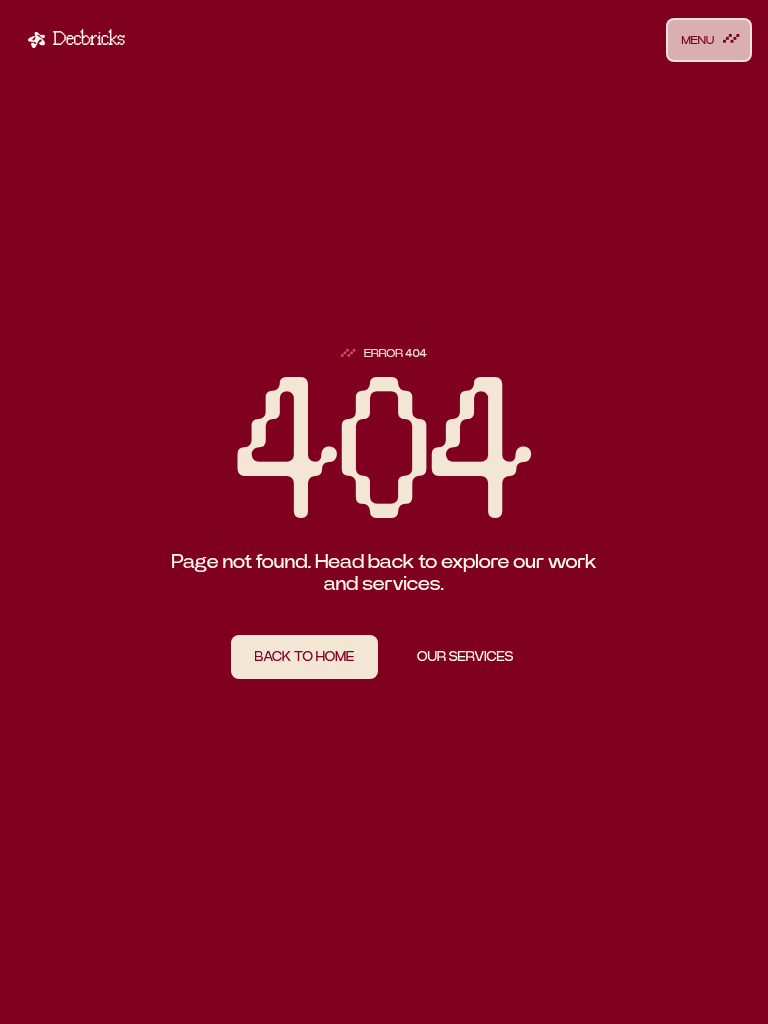 Decbricks
MENU
ERROR 404
404
Page not found. Head back to explore our work
and services.
BACK TO HOME
OUR SERVICES